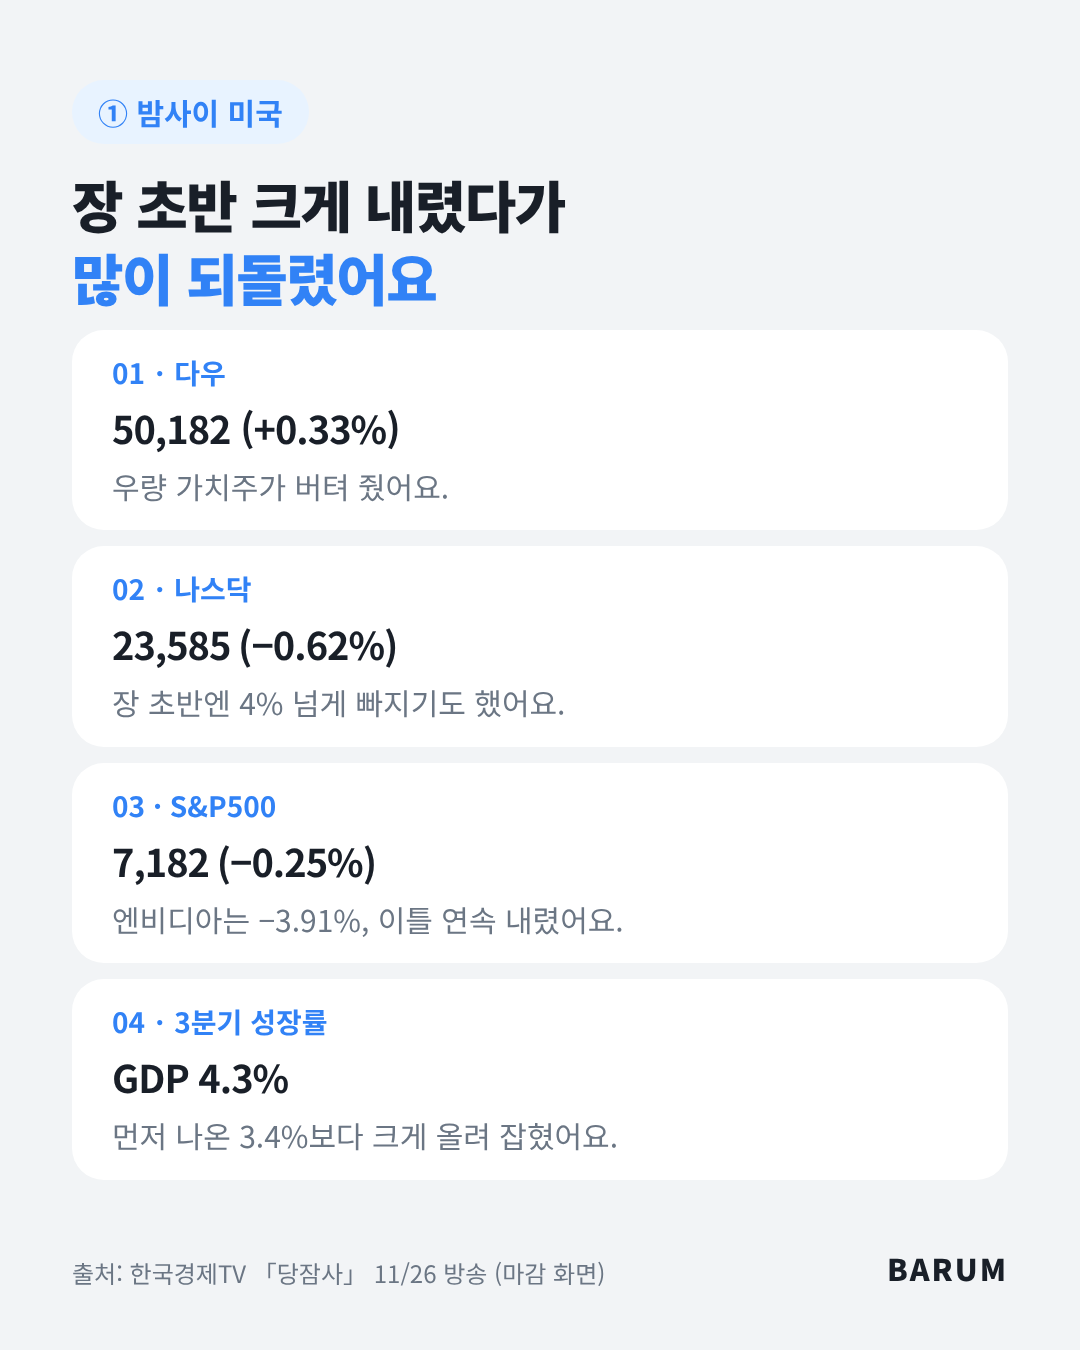 ① 밤사이 미국
장 초반 크게 내렸다가
많이 되돌렸어요
01 · 다우
50,182 (+0.33%)
우량 가치주가 버텨 줬어요.
02 · 나스닥
23,585 (−0.62%)
장 초반엔 4% 넘게 빠지기도 했어요.
03 · S&P500
7,182 (−0.25%)
엔비디아는 −3.91%, 이틀 연속 내렸어요.
04 · 3분기 성장률
GDP 4.3%
먼저 나온 3.4%보다 크게 올려 잡혔어요.
출처: 한국경제TV 「당잠사」 11/26 방송 (마감 화면)
BARUM